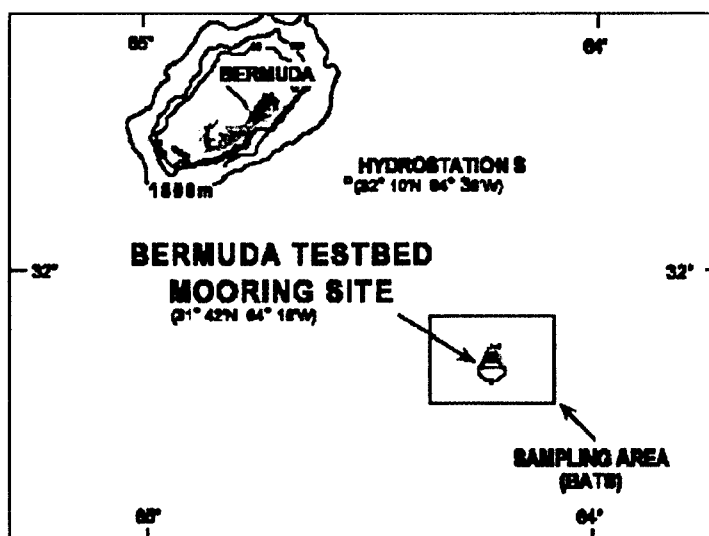 65° 64°
BERMUDA
1000m
HYDROSTATION S
(32° 10'N 64° 30'W)
BERMUDA TESTBED
MOORING SITE
(31° 42'N 64° 18'W)
32° 32°
SAMPLING AREA
(BATS)
65° 64°